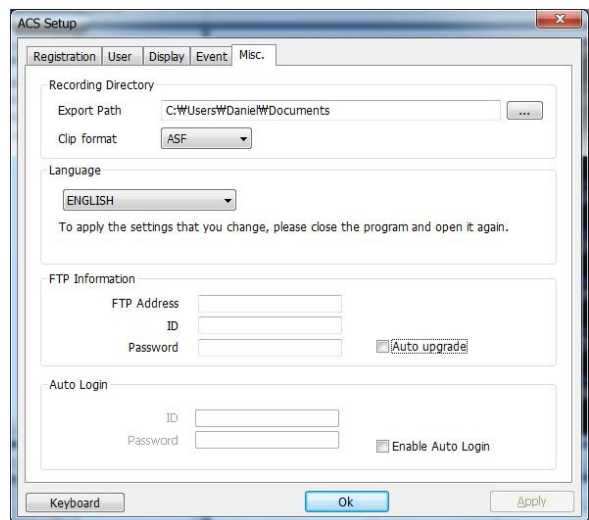 ACS Setup
Registration User Display Event Misc.
Recording Directory
Export Path C:₩Users₩Daniel₩Documents ...
Clip format ASF
Language
ENGLISH
To apply the settings that you change, please close the program and open it again.
FTP Information
FTP Address
ID
Password Auto upgrade
Auto Login
ID
Password Enable Auto Login
Keyboard Ok Apply